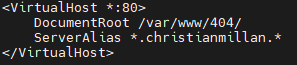 <VirtualHost *:80>
    DocumentRoot /var/www/404/
    ServerAlias *.christianmillan.*
</VirtualHost>